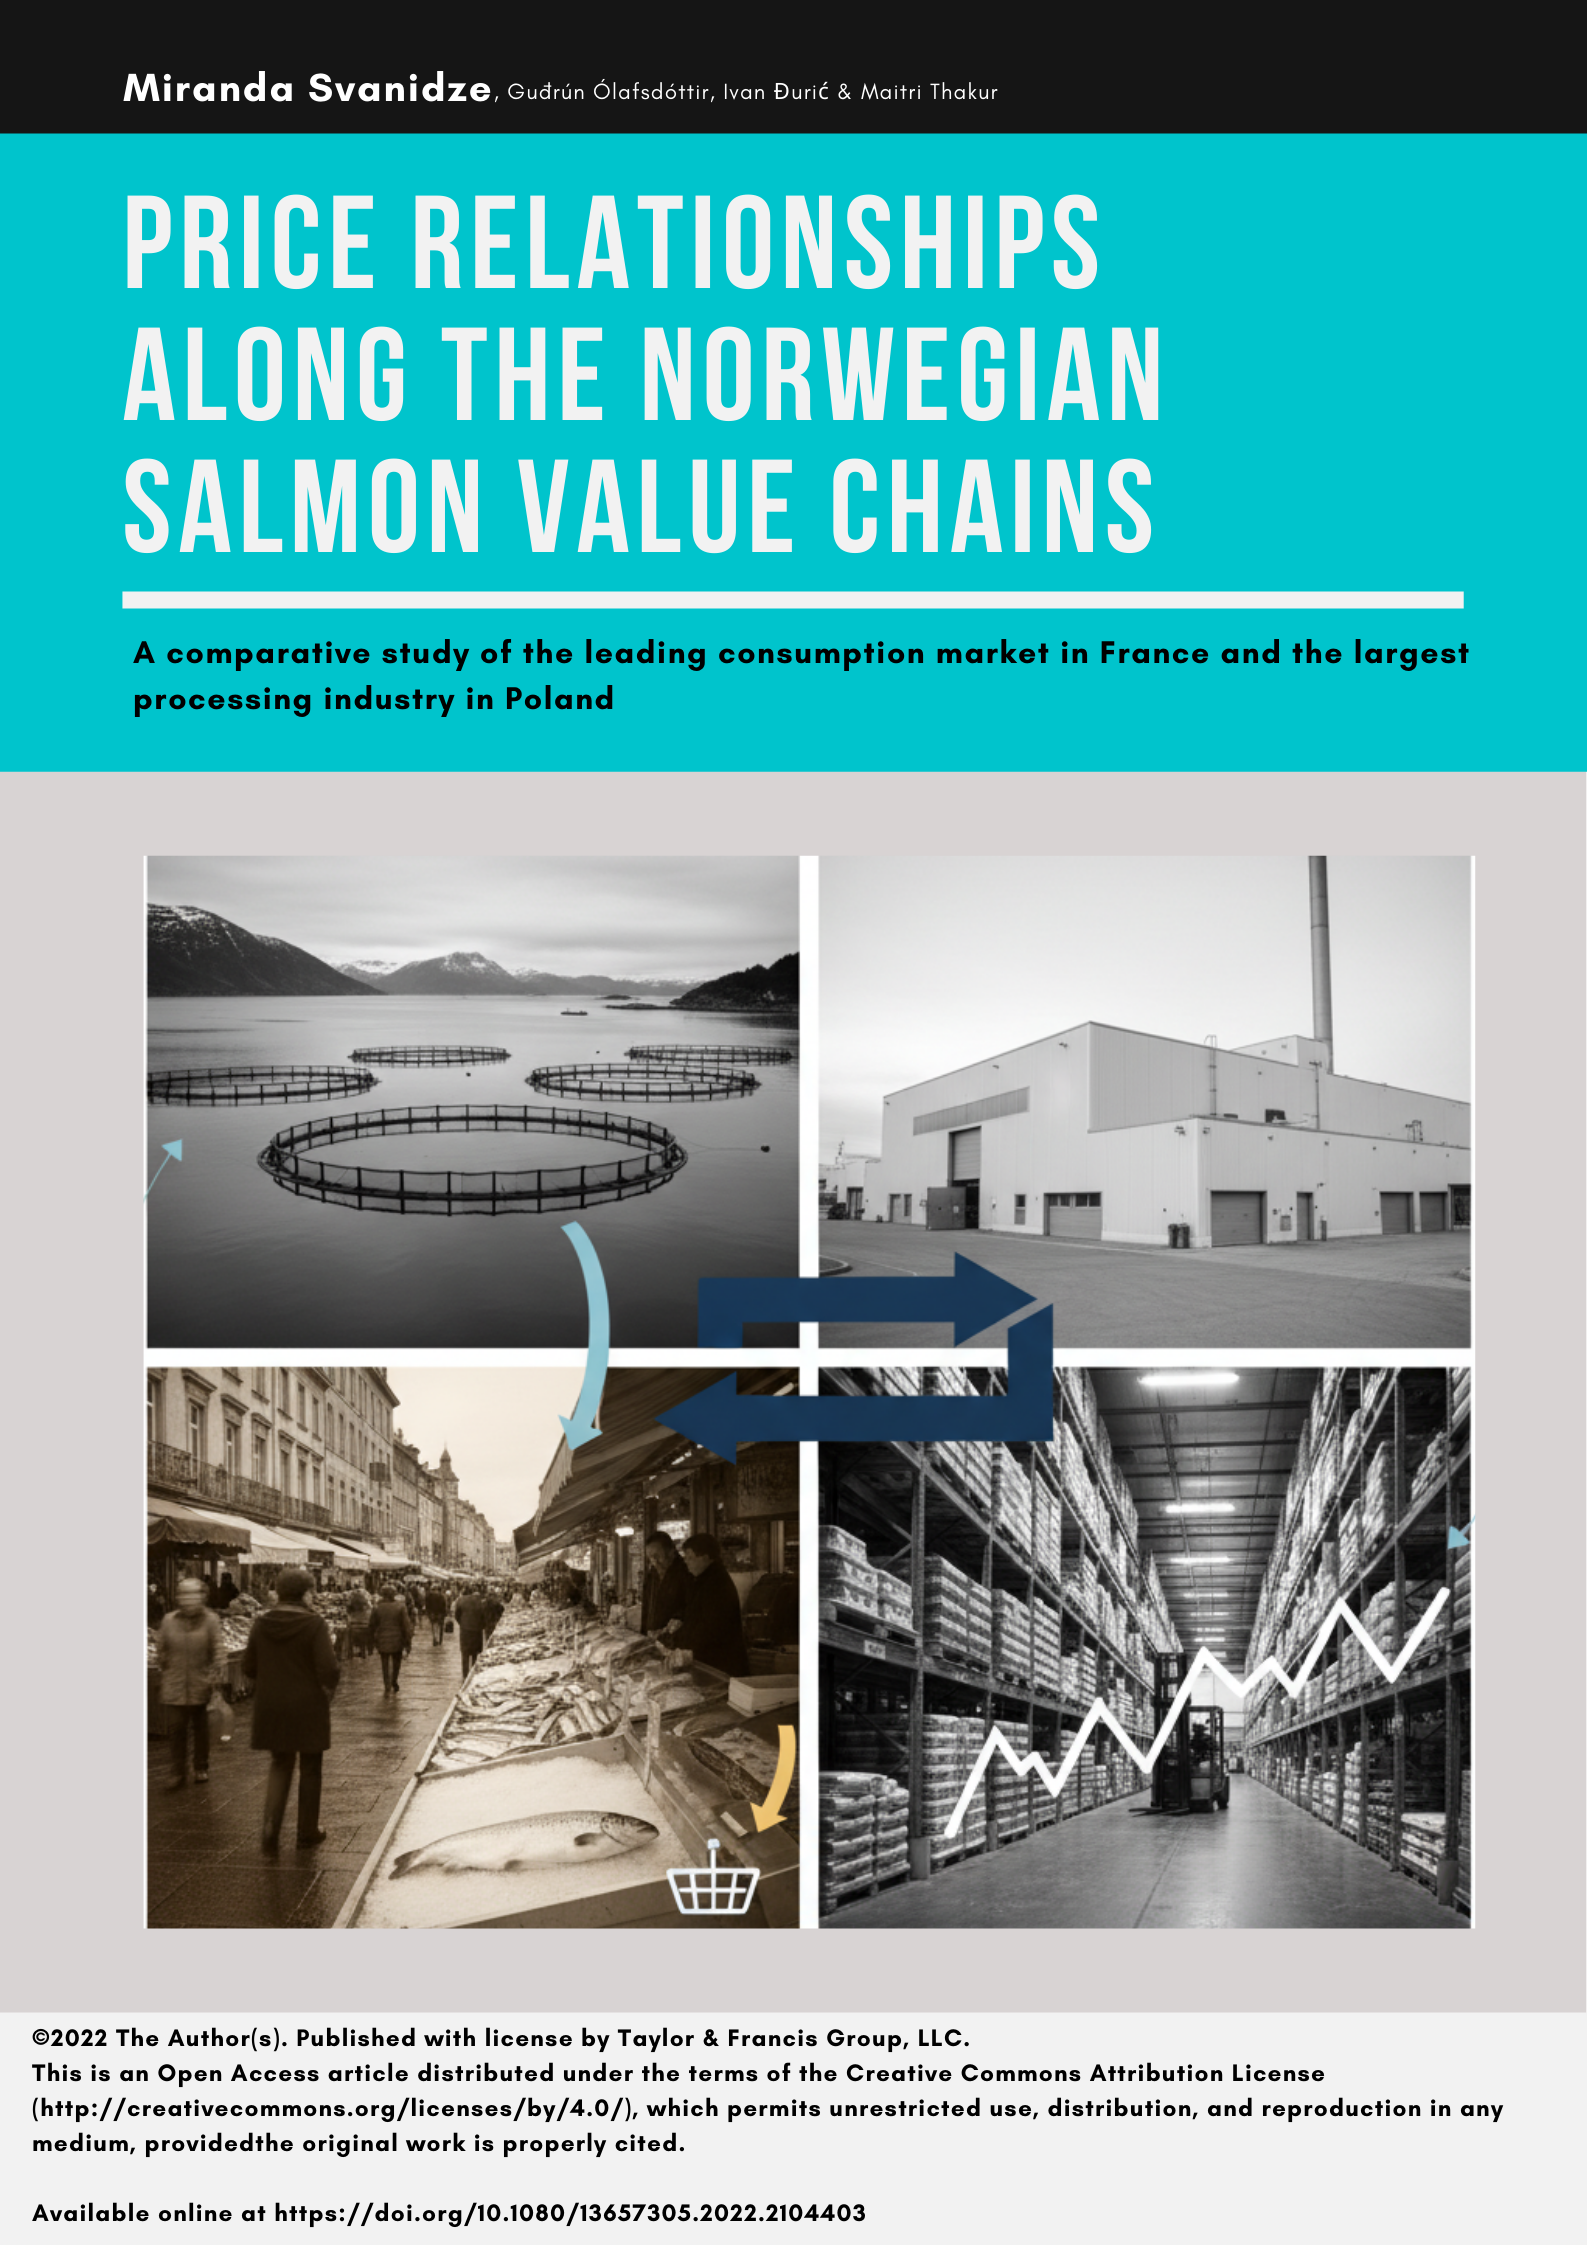 Miranda Svanidze, Guđrún Ólafsdóttir, Ivan Đurić & Maitri Thakur
PRICE RELATIONSHIPS
ALONG THE NORWEGIAN
SALMON VALUE CHAINS
A comparative study of the leading consumption market in France and the largest
processing industry in Poland
©2022 The Author(s). Published with license by Taylor & Francis Group, LLC.
This is an Open Access article distributed under the terms of the Creative Commons Attribution License
(http://creativecommons.org/licenses/by/4.0/), which permits unrestricted use, distribution, and reproduction in any
medium, providedthe original work is properly cited.
Available online at https://doi.org/10.1080/13657305.2022.2104403